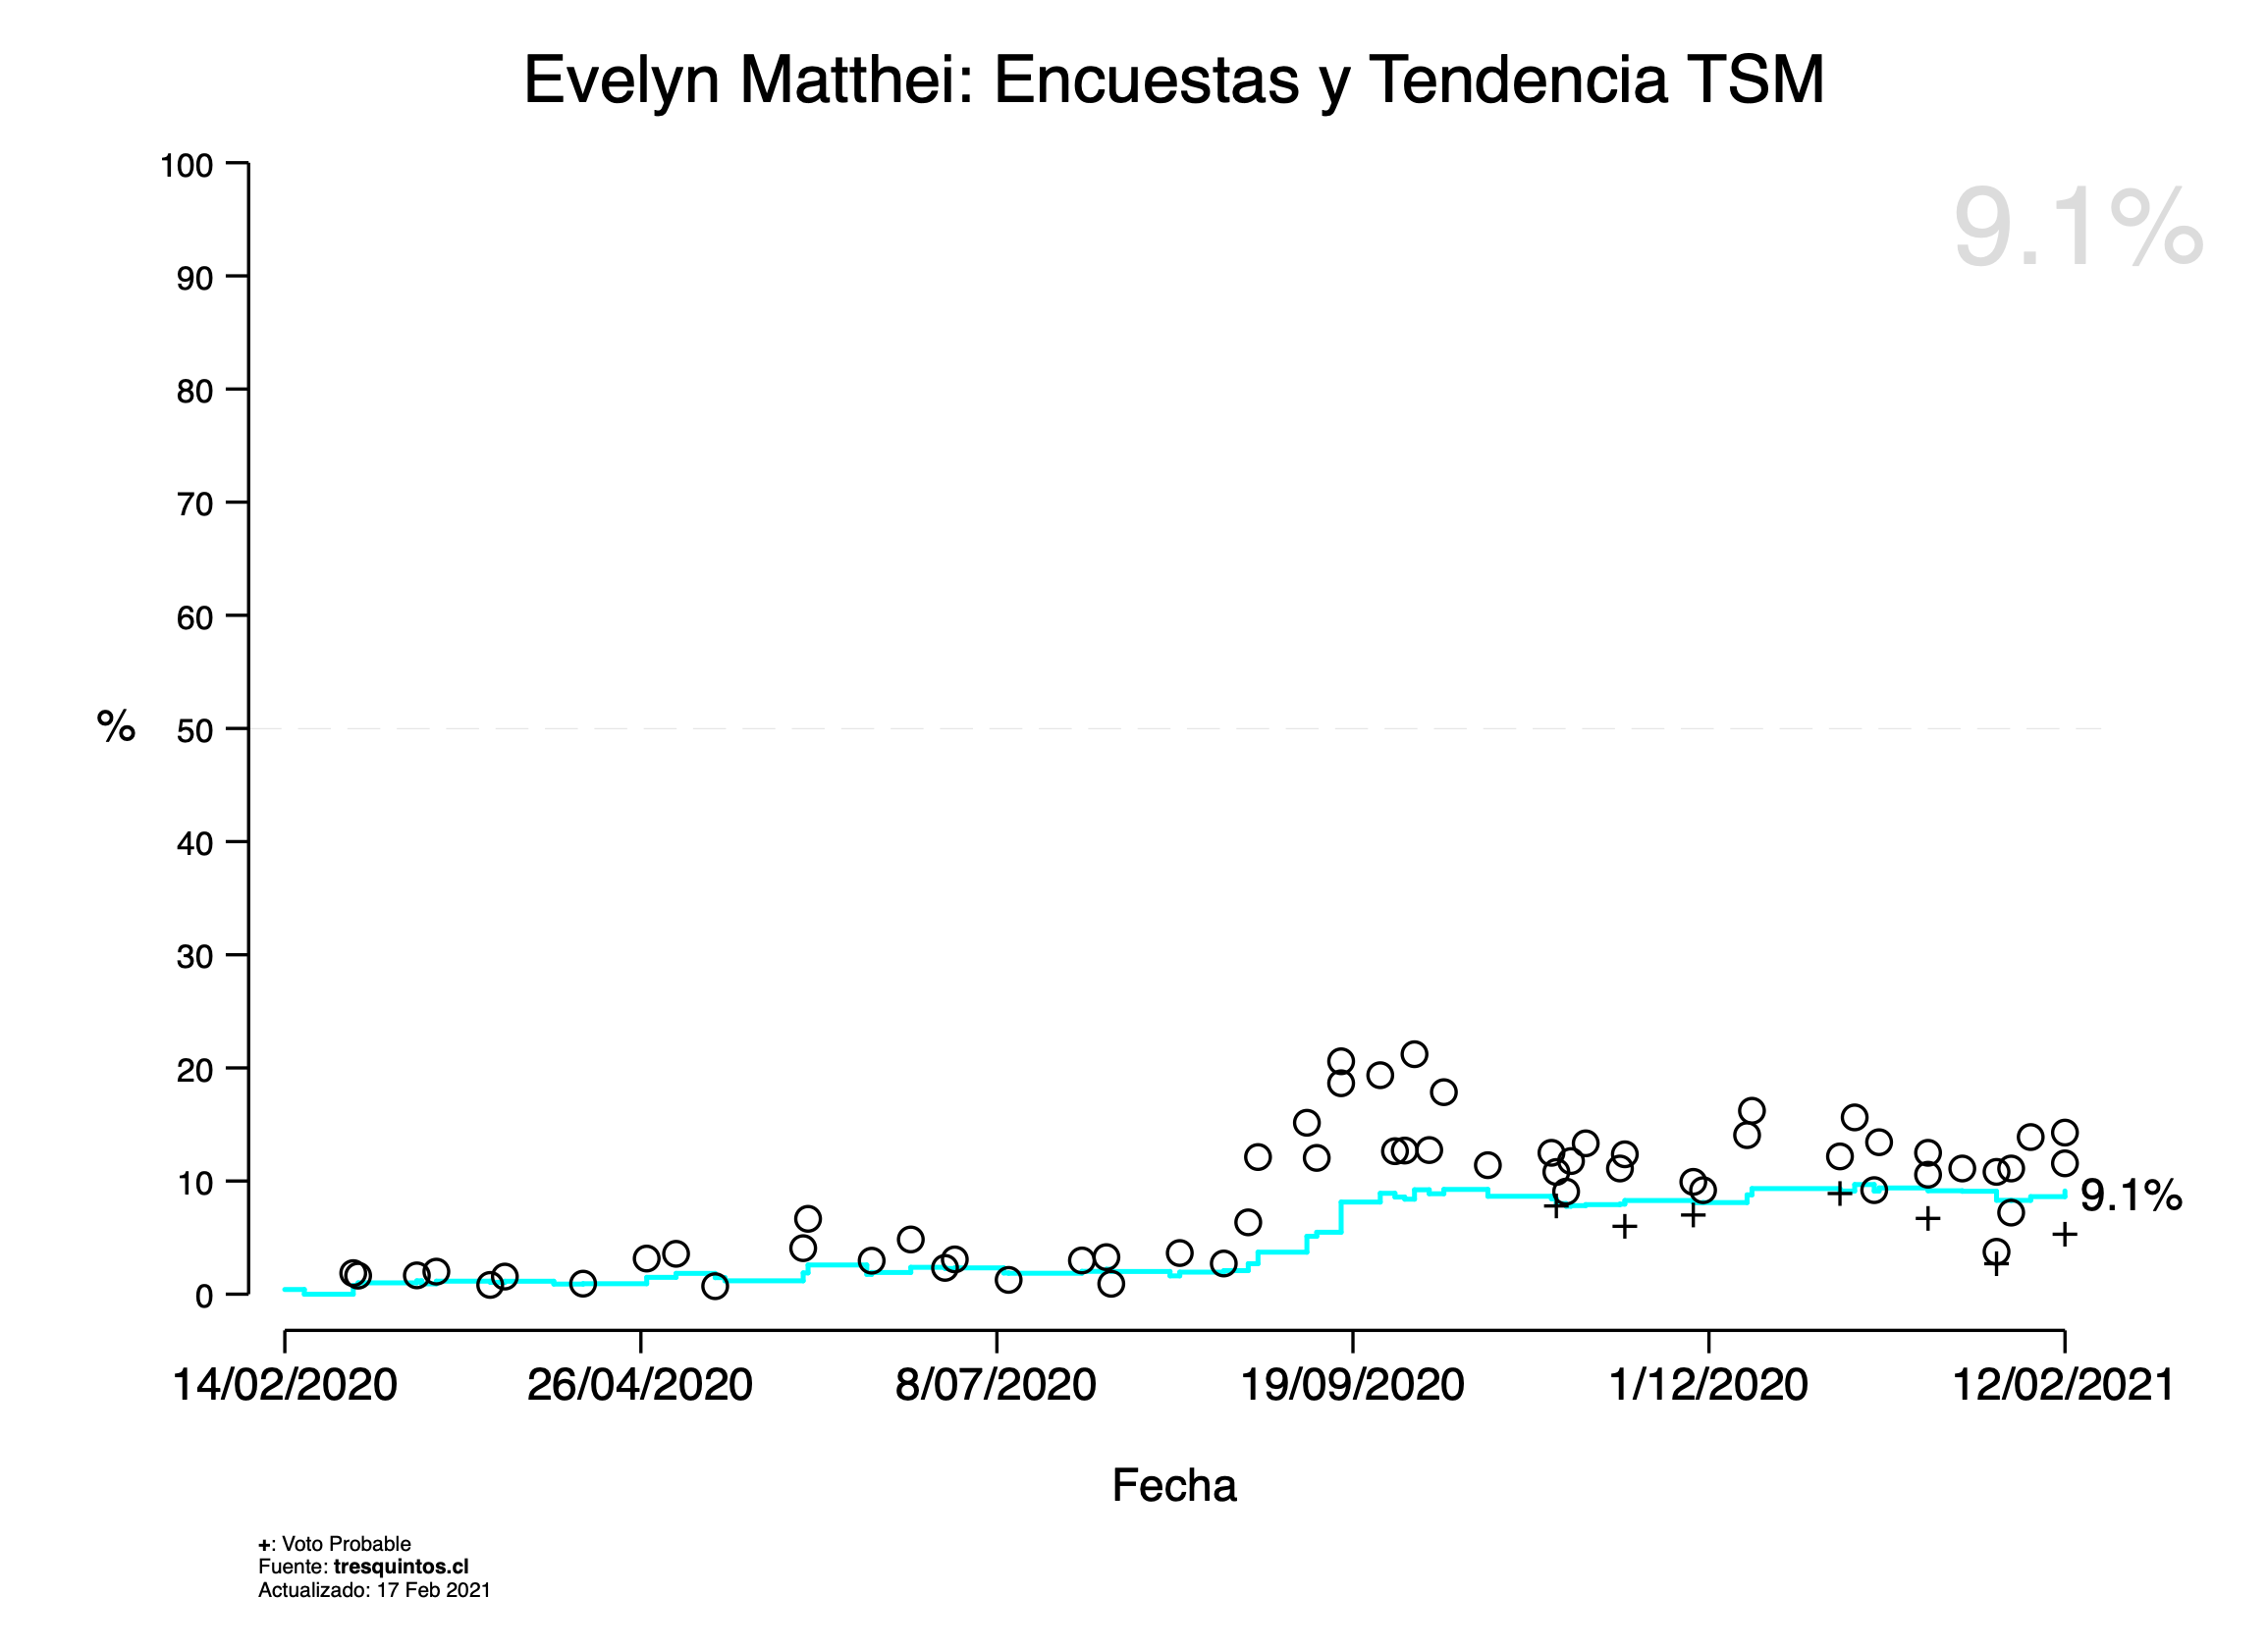 Evelyn Matthei: Encuestas y Tendencia TSM
9.1%
100
90
80
70
60
50
40
30
20
10
0
%
9.1%
14/02/2020 26/04/2020 8/07/2020 19/09/2020 1/12/2020 12/02/2021
Fecha
+: Voto Probable
Fuente: tresquintos.cl
Actualizado: 17 Feb 2021